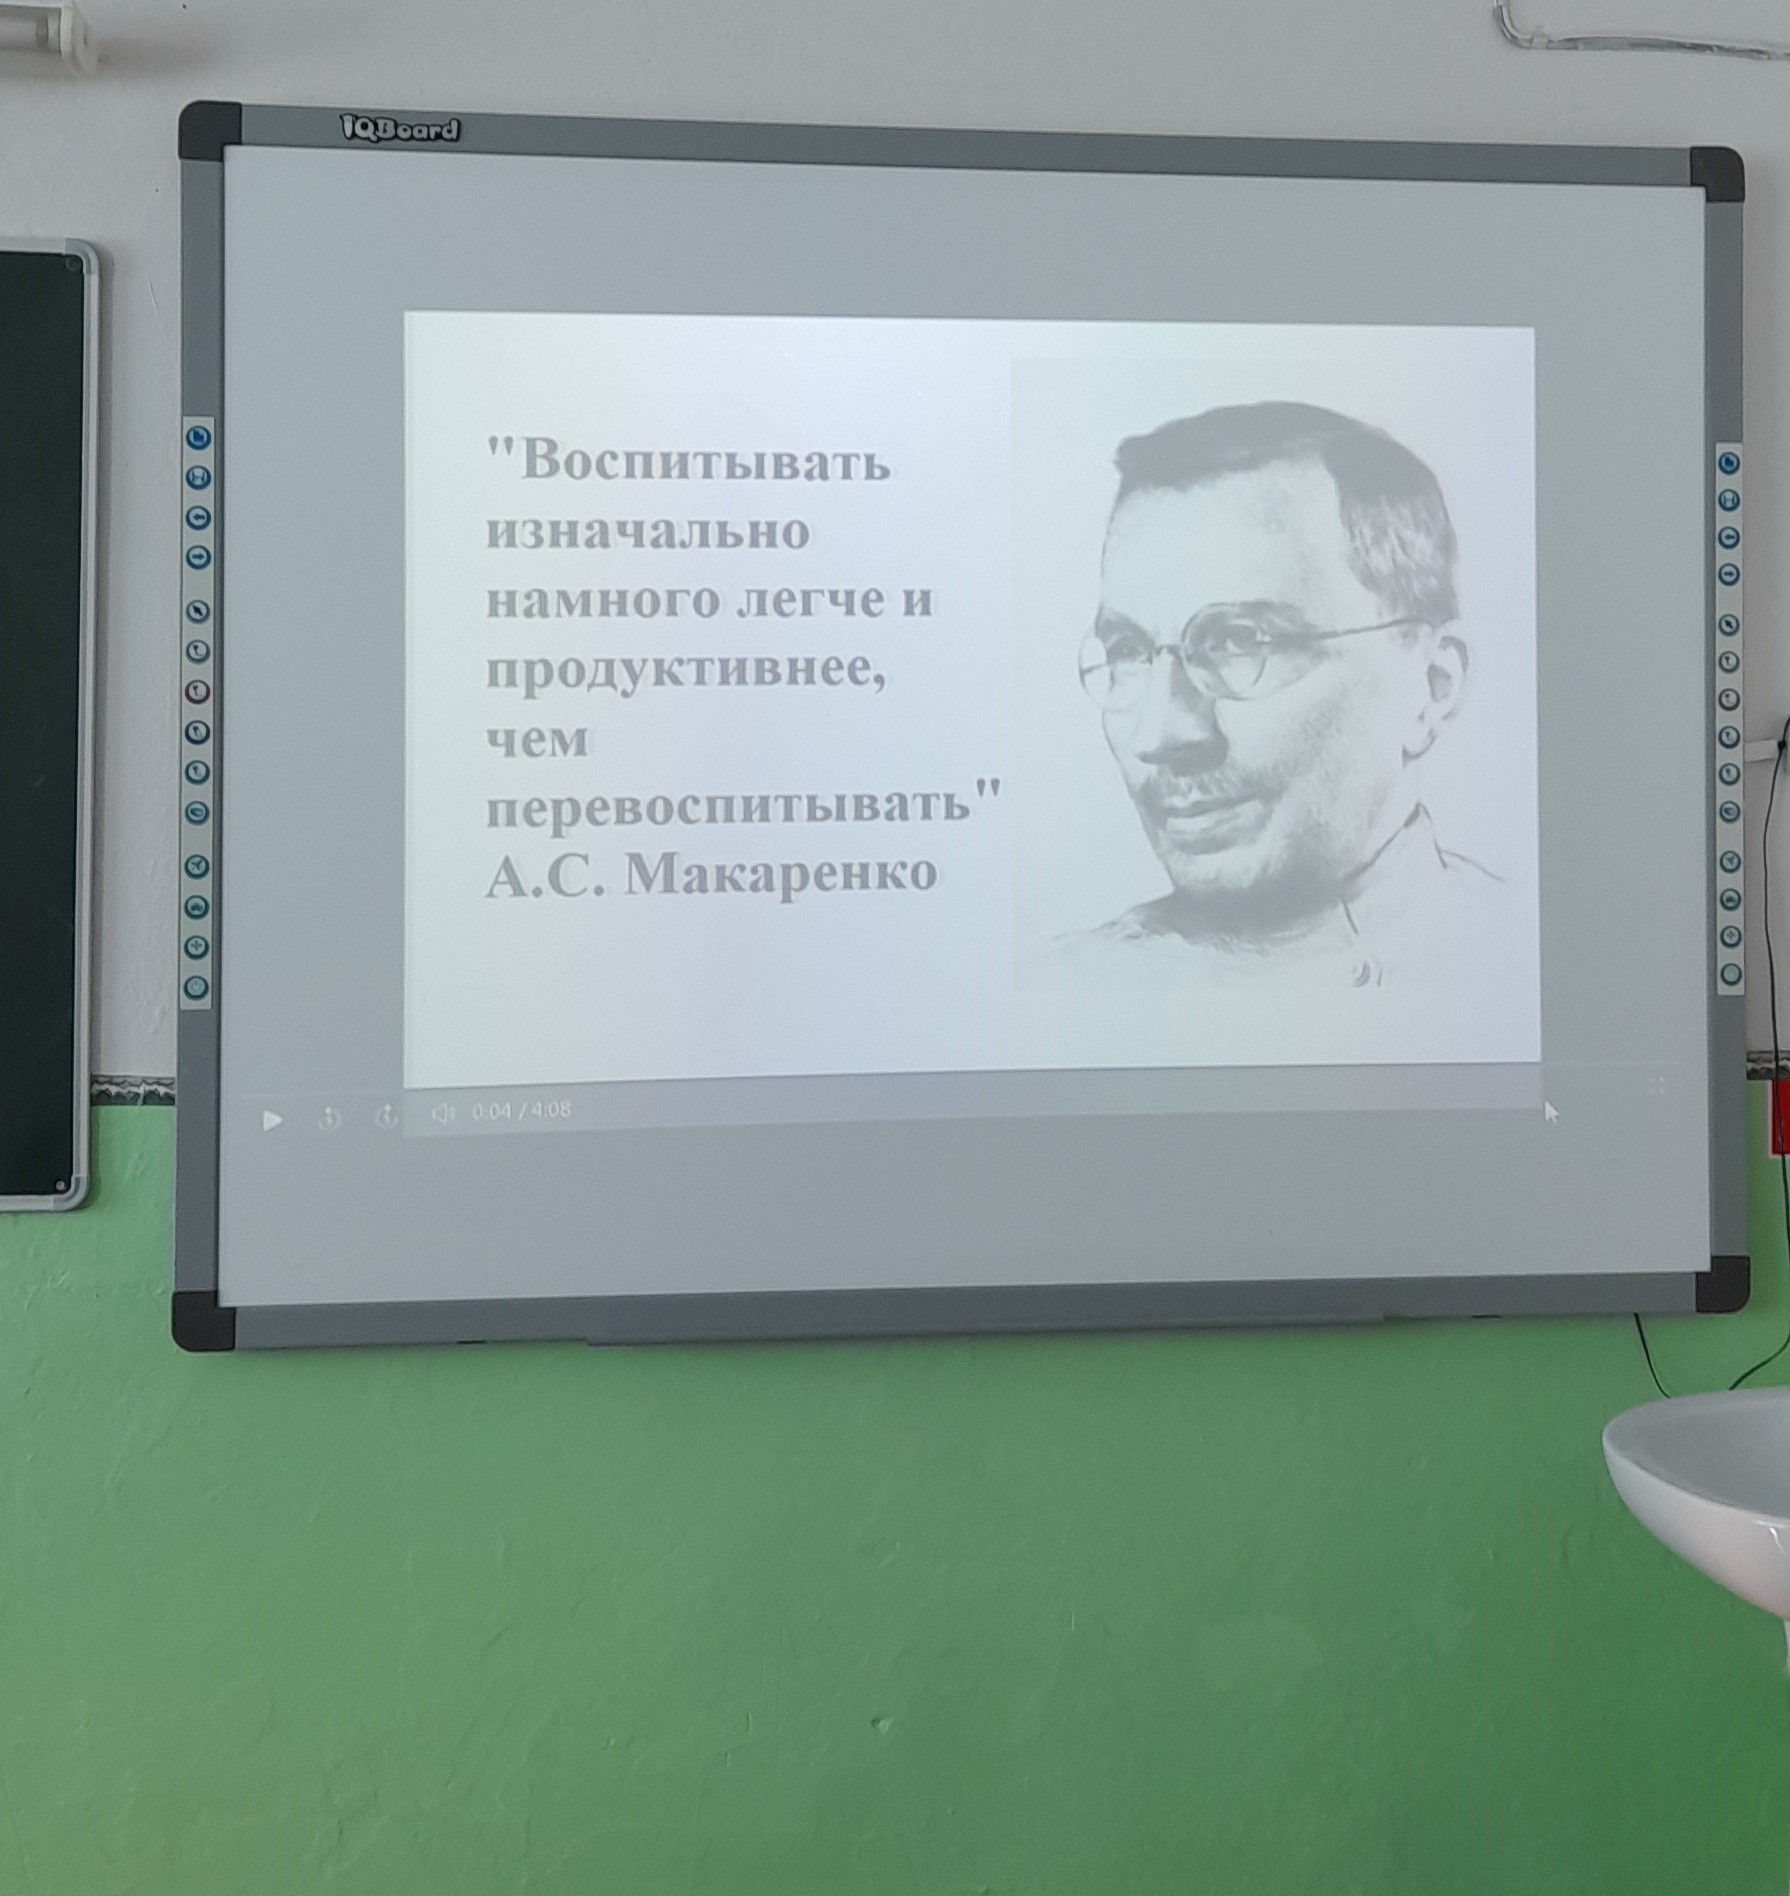 iQBoard
"Воспитывать
изначально
намного легче и
продуктивнее,
чем
перевоспитывать"
А.С. Макаренко
0:04 / 4:08